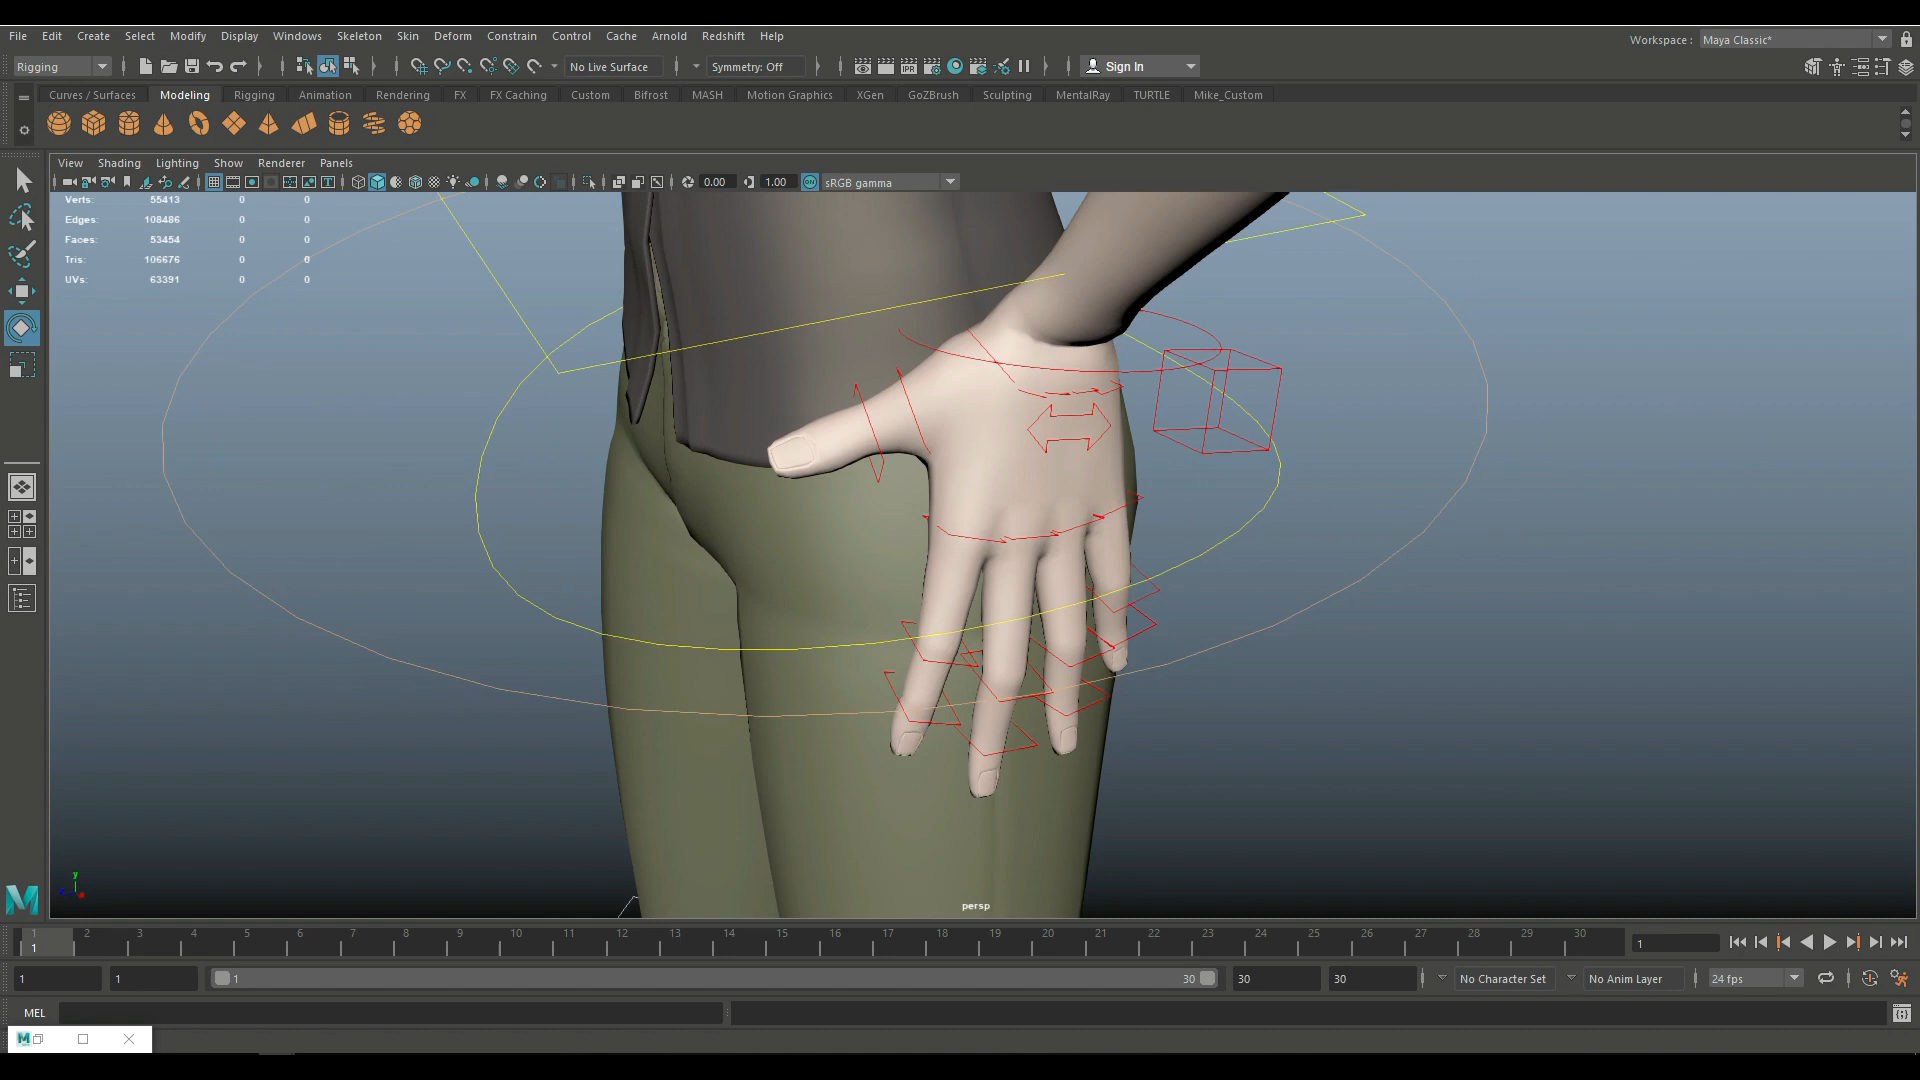 File Edit Create Select Modify Display Windows Skeleton Skin Deform Constrain Control Cache Arnold Redshift Help
Workspace : Maya Classic*
Rigging No Live Surface Symmetry: Off IPR Sign In
Curves / Surfaces Modeling Rigging Animation Rendering FX FX Caching Custom Bifrost MASH Motion Graphics XGen GoZBrush Sculpting MentalRay TURTLE Mike_Custom
View Shading Lighting Show Renderer Panels
0.00 1.00 ON sRGB gamma
Verts: 55413 0 0
Edges: 108486 0 0
Faces: 53454 0 0
Tris: 106676 0 0
UVs: 63391 0 0
y
M
persp
1 2 3 4 5 6 7 8 9 10 11 12 13 14 15 16 17 18 19 20 21 22 23 24 25 26 27 28 29 30
1 1
1 1 1 30 30 30 No Character Set No Anim Layer 24 fps
MEL
M